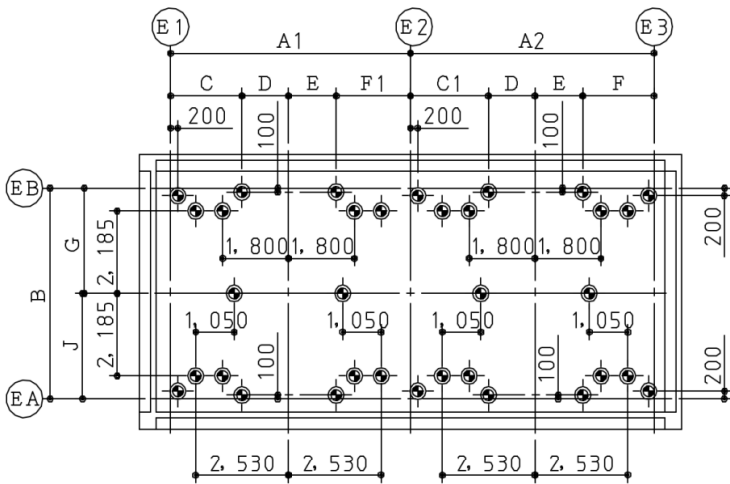 E1 E2 E3
A1 A2
C D E F1 C1 D E F
200 100 200 100
EB
2,185 G 200
1,800 1,800 1,800 1,800
B
1,050 1,050 1,050 1,050
J 2,185 100 100 200
EA
2,530 2,530 2,530 2,530